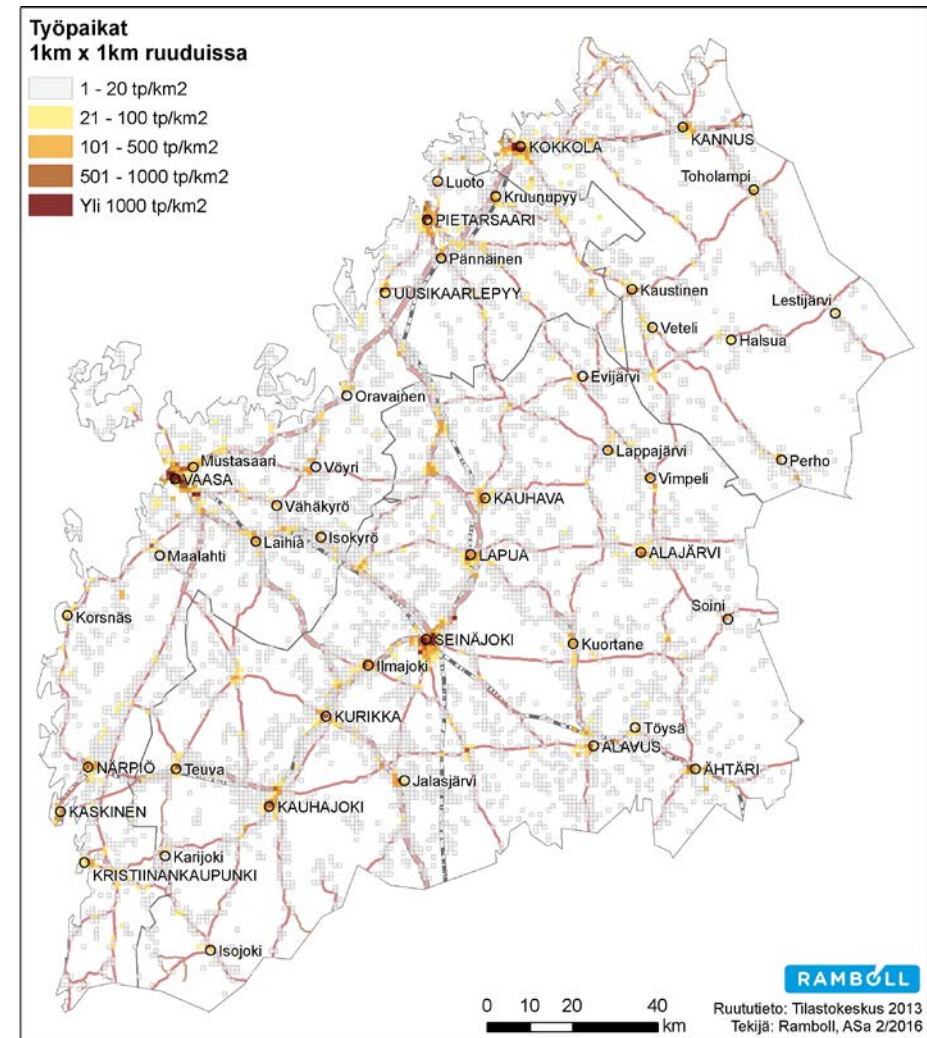 Työpaikat
1km x 1km ruuduissa
1 - 20 tp/km2
21 - 100 tp/km2
101 - 500 tp/km2
501 - 1000 tp/km2
Yli 1000 tp/km2
KANNUS
KOKKOLA
Toholampi
Luoto
Kruunupyy
PIETARSAARI
Pännäinen
Kaustinen
UUSIKAARLEPYY
Lestijärvi
Veteli
Halsua
Evijärvi
Oravainen
Lappajärvi
Perho
Mustasaari
Vöyri
VAASA
Vimpeli
KAUHAVA
Vähäkyrö
Isokyrö
Laihia
Maalahti
LAPUA
ALAJÄRVI
Korsnäs
Soini
SEINÄJOKI
Kuortane
Ilmajoki
KURIKKA
Töysä
ALAVUS
NÄRPIÖ
Teuva
ÄHTÄRI
Jalasjärvi
KASKINEN
KAUHAJOKI
Karijoki
KRISTIINANKAUPUNKI
Isojoki
RAMBOLL
0 10 20 40
km
Ruututieto: Tilastokeskus 2013
Tekijä: Ramboll, ASa 2/2016